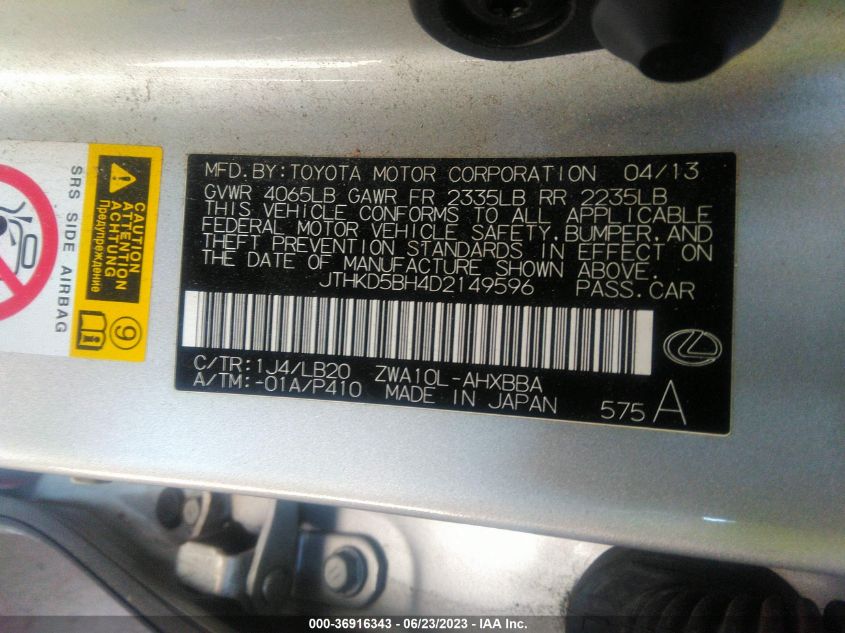 MFD.BY:TOYOTA MOTOR CORPORATION 04/13
GVWR 4065LB GAWR FR 2335LB RR 2235LB
THIS VEHICLE CONFORMS TO ALL APPLICABLE
FEDERAL MOTOR VEHICLE SAFETY,BUMPER,AND
THEFT PREVENTION STANDARDS IN EFFECT ON
THE DATE OF MANUFACTURE SHOWN ABOVE.
JTHKD5BH4D2149596 PASS.CAR
C/TR:1J4/LB20 ZWA10L-AHXBBA
A/TM:-01A/P410 MADE IN JAPAN 575 A
SRS SIDE AIRBAG
CAUTION
ATTENTION
ACHTUNG
Предупреждение
9
i
000-36916343 / 06/23/2023 - IAA Inc.